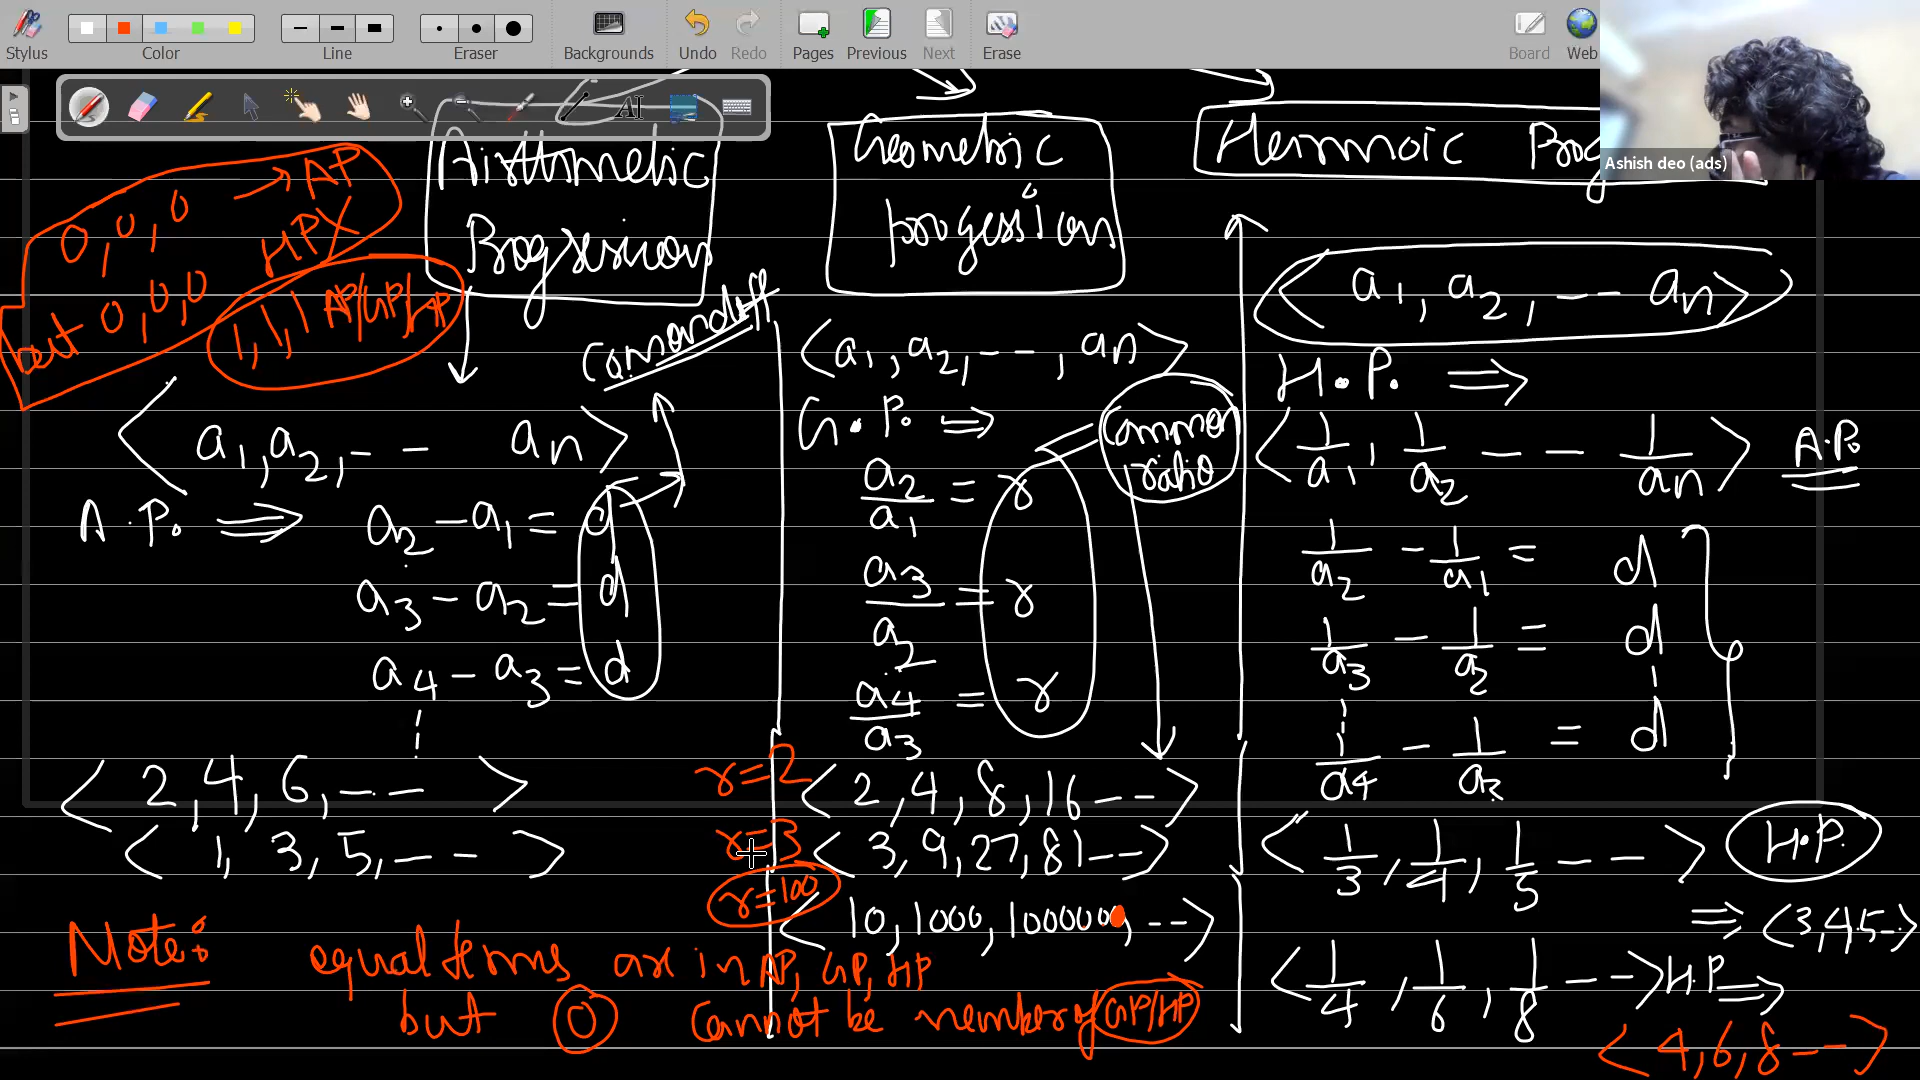 Stylus
Color
Line
Eraser
Backgrounds
Undo
Redo
Pages
Previous
Next
Erase
Board
Web
AI
Ashish deo (ads)
Arithmetic
Progression
Geometric
progession
Harmoic Prog
0, 0, 0 → AP
HPX
but 0, 0, 0
1, 1, 1 AP/GP/HP
Comondiff
< a1, a2, - - an >
A.P. ⇒ a2 - a1 = d
a3 - a2 = d
a4 - a3 = d
< 2, 4, 6, - - - >
< 1, 3, 5, - - >
< a1, a2, - - -, an >
G.P. ⇒
Common
ratio
a2/a1 = r
a3/a2 = r
a4/a3 = r
r=2 < 2, 4, 8, 16 - - - >
r=3 < 3, 9, 27, 81 - - >
r=100 < 10, 1000, 100000, - - >
< a1, a2, - - - an >
H.P. ⇒
< 1/a1, 1/a2 - - - 1/an > A.P.
1/a2 - 1/a1 = d
1/a3 - 1/a2 = d
1/a4 - 1/a3 = d
< 1/3, 1/4, 1/5 - - > H.P.
⇒ < 3, 4, 5 - - >
< 1/4, 1/6, 1/8 - - - > H.P ⇒
< 4, 6, 8 - - >
Note: equal terms are in AP, GP, HP
but 0 cannot be member of GP/HP